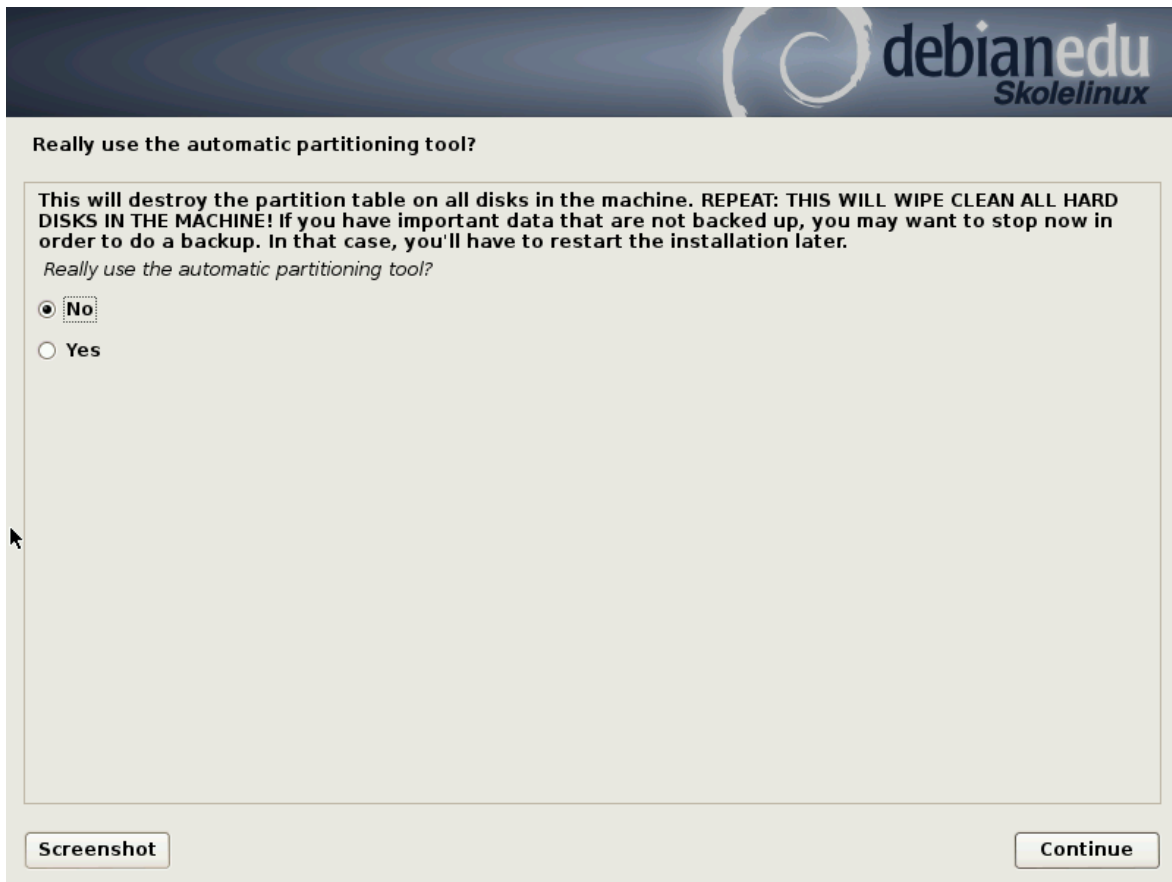 debianedu
Skolelinux
Really use the automatic partitioning tool?
This will destroy the partition table on all disks in the machine. REPEAT: THIS WILL WIPE CLEAN ALL HARD
DISKS IN THE MACHINE! If you have important data that are not backed up, you may want to stop now in
order to do a backup. In that case, you'll have to restart the installation later.
Really use the automatic partitioning tool?
No
Yes
Screenshot
Continue